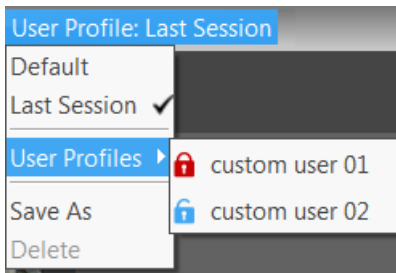 User Profile: Last Session
Default
Last Session
User Profiles
custom user 01
custom user 02
Save As
Delete